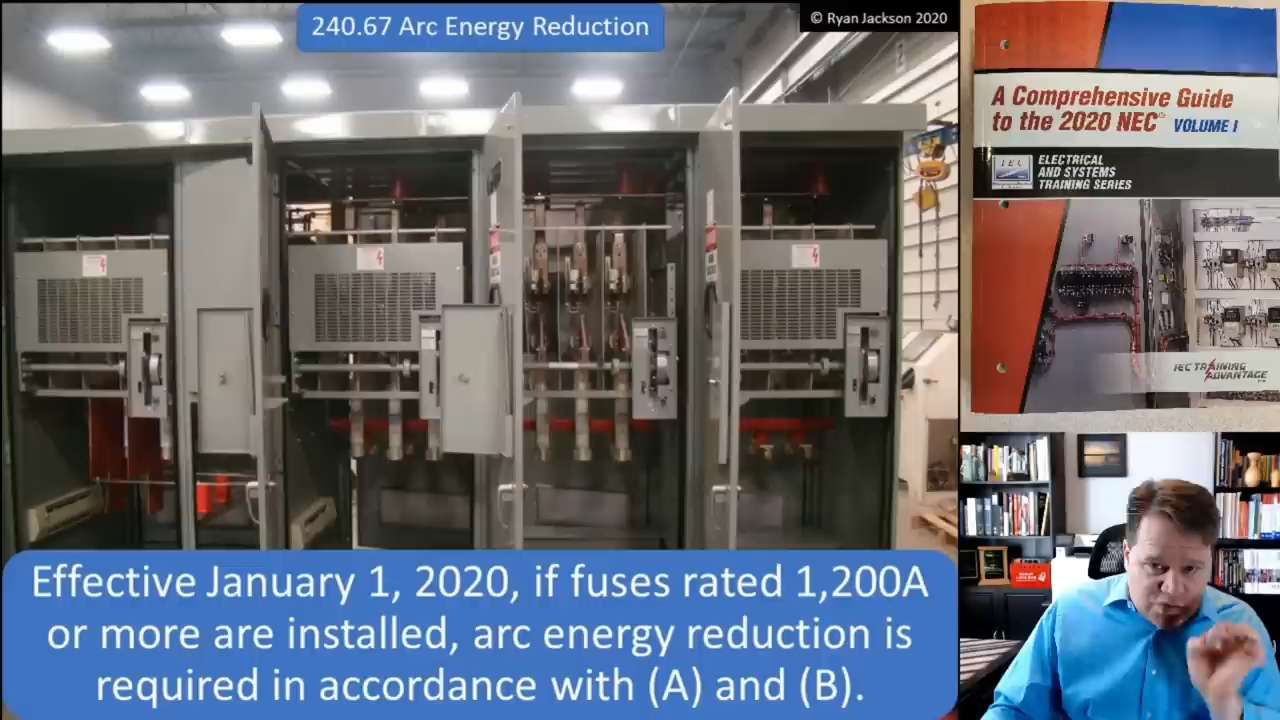 240.67 Arc Energy Reduction
© Ryan Jackson 2020
Effective January 1, 2020, if fuses rated 1,200A
or more are installed, arc energy reduction is
required in accordance with (A) and (B).
A Comprehensive Guide
to the 2020 NEC® VOLUME I
IEC
ELECTRICAL
AND SYSTEMS
TRAINING SERIES
IEC TRAINING
ADVANTAGE